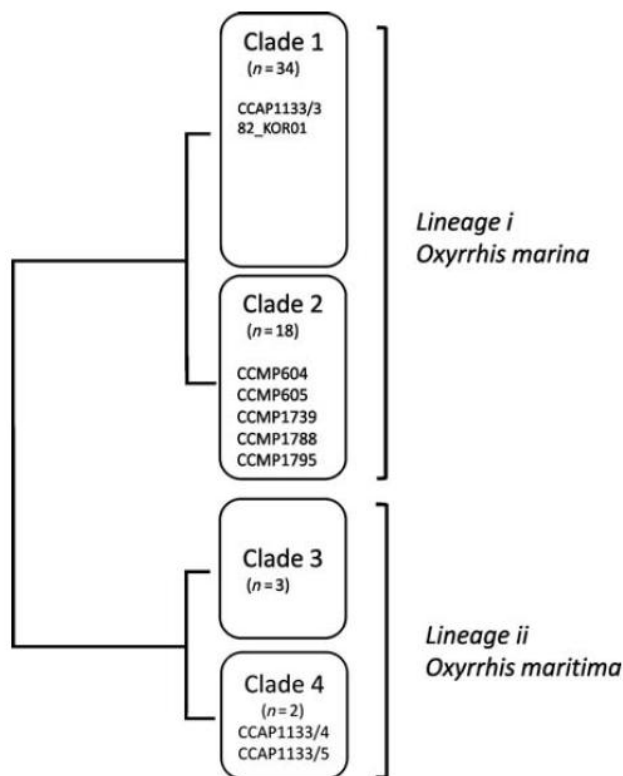 Clade 1
(n = 34)
CCAP1133/3
82_KOR01
Lineage i
Oxyrrhis marina
Clade 2
(n = 18)
CCMP604
CCMP605
CCMP1739
CCMP1788
CCMP1795
Clade 3
(n = 3)
Lineage ii
Oxyrrhis maritima
Clade 4
(n = 2)
CCAP1133/4
CCAP1133/5